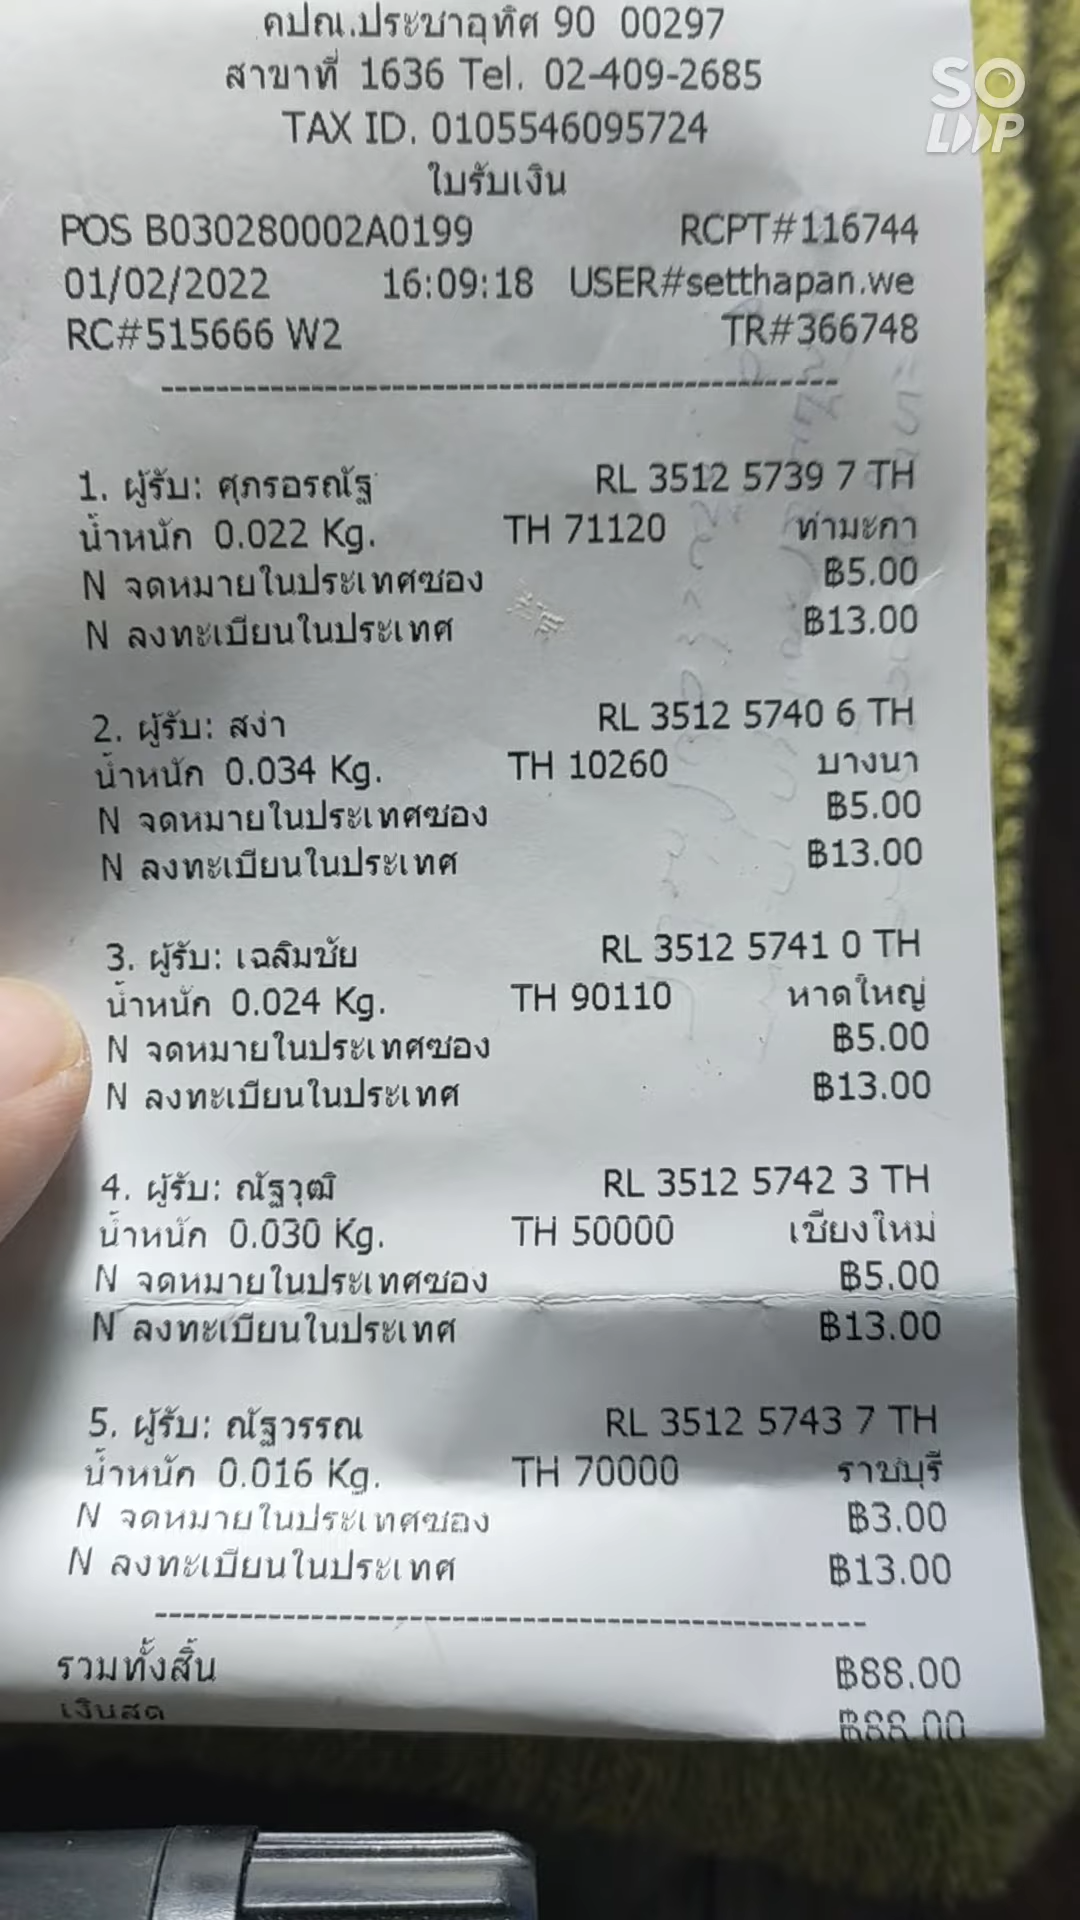 คปณ.ประชาอุทิศ 90 00297
สาขาที่ 1636 Tel. 02-409-2685
TAX ID. 0105546095724
ใบรับเงิน
POS B030280002A0199 RCPT#116744
01/02/2022 16:09:18 USER#setthapan.we
RC#515666 W2 TR#366748
1. ผู้รับ: ศุภรอรณัฐ RL 3512 5739 7 TH
น้ำหนัก 0.022 Kg. TH 71120 ท่ามะกา
N จดหมายในประเทศซอง ฿5.00
N ลงทะเบียนในประเทศ ฿13.00
2. ผู้รับ: สง่า RL 3512 5740 6 TH
น้ำหนัก 0.034 Kg. TH 10260 บางนา
N จดหมายในประเทศซอง ฿5.00
N ลงทะเบียนในประเทศ ฿13.00
3. ผู้รับ: เฉลิมชัย RL 3512 5741 0 TH
น้ำหนัก 0.024 Kg. TH 90110 หาดใหญ่
N จดหมายในประเทศซอง ฿5.00
N ลงทะเบียนในประเทศ ฿13.00
4. ผู้รับ: ณัฐวุฒิ RL 3512 5742 3 TH
น้ำหนัก 0.030 Kg. TH 50000 เชียงใหม่
N จดหมายในประเทศซอง ฿5.00
N ลงทะเบียนในประเทศ ฿13.00
5. ผู้รับ: ณัฐวรรณ RL 3512 5743 7 TH
น้ำหนัก 0.016 Kg. TH 70000 ราชบุรี
N จดหมายในประเทศซอง ฿3.00
N ลงทะเบียนในประเทศ ฿13.00
รวมทั้งสิ้น ฿88.00
เงินสด ฿88.00
SO
LOOP